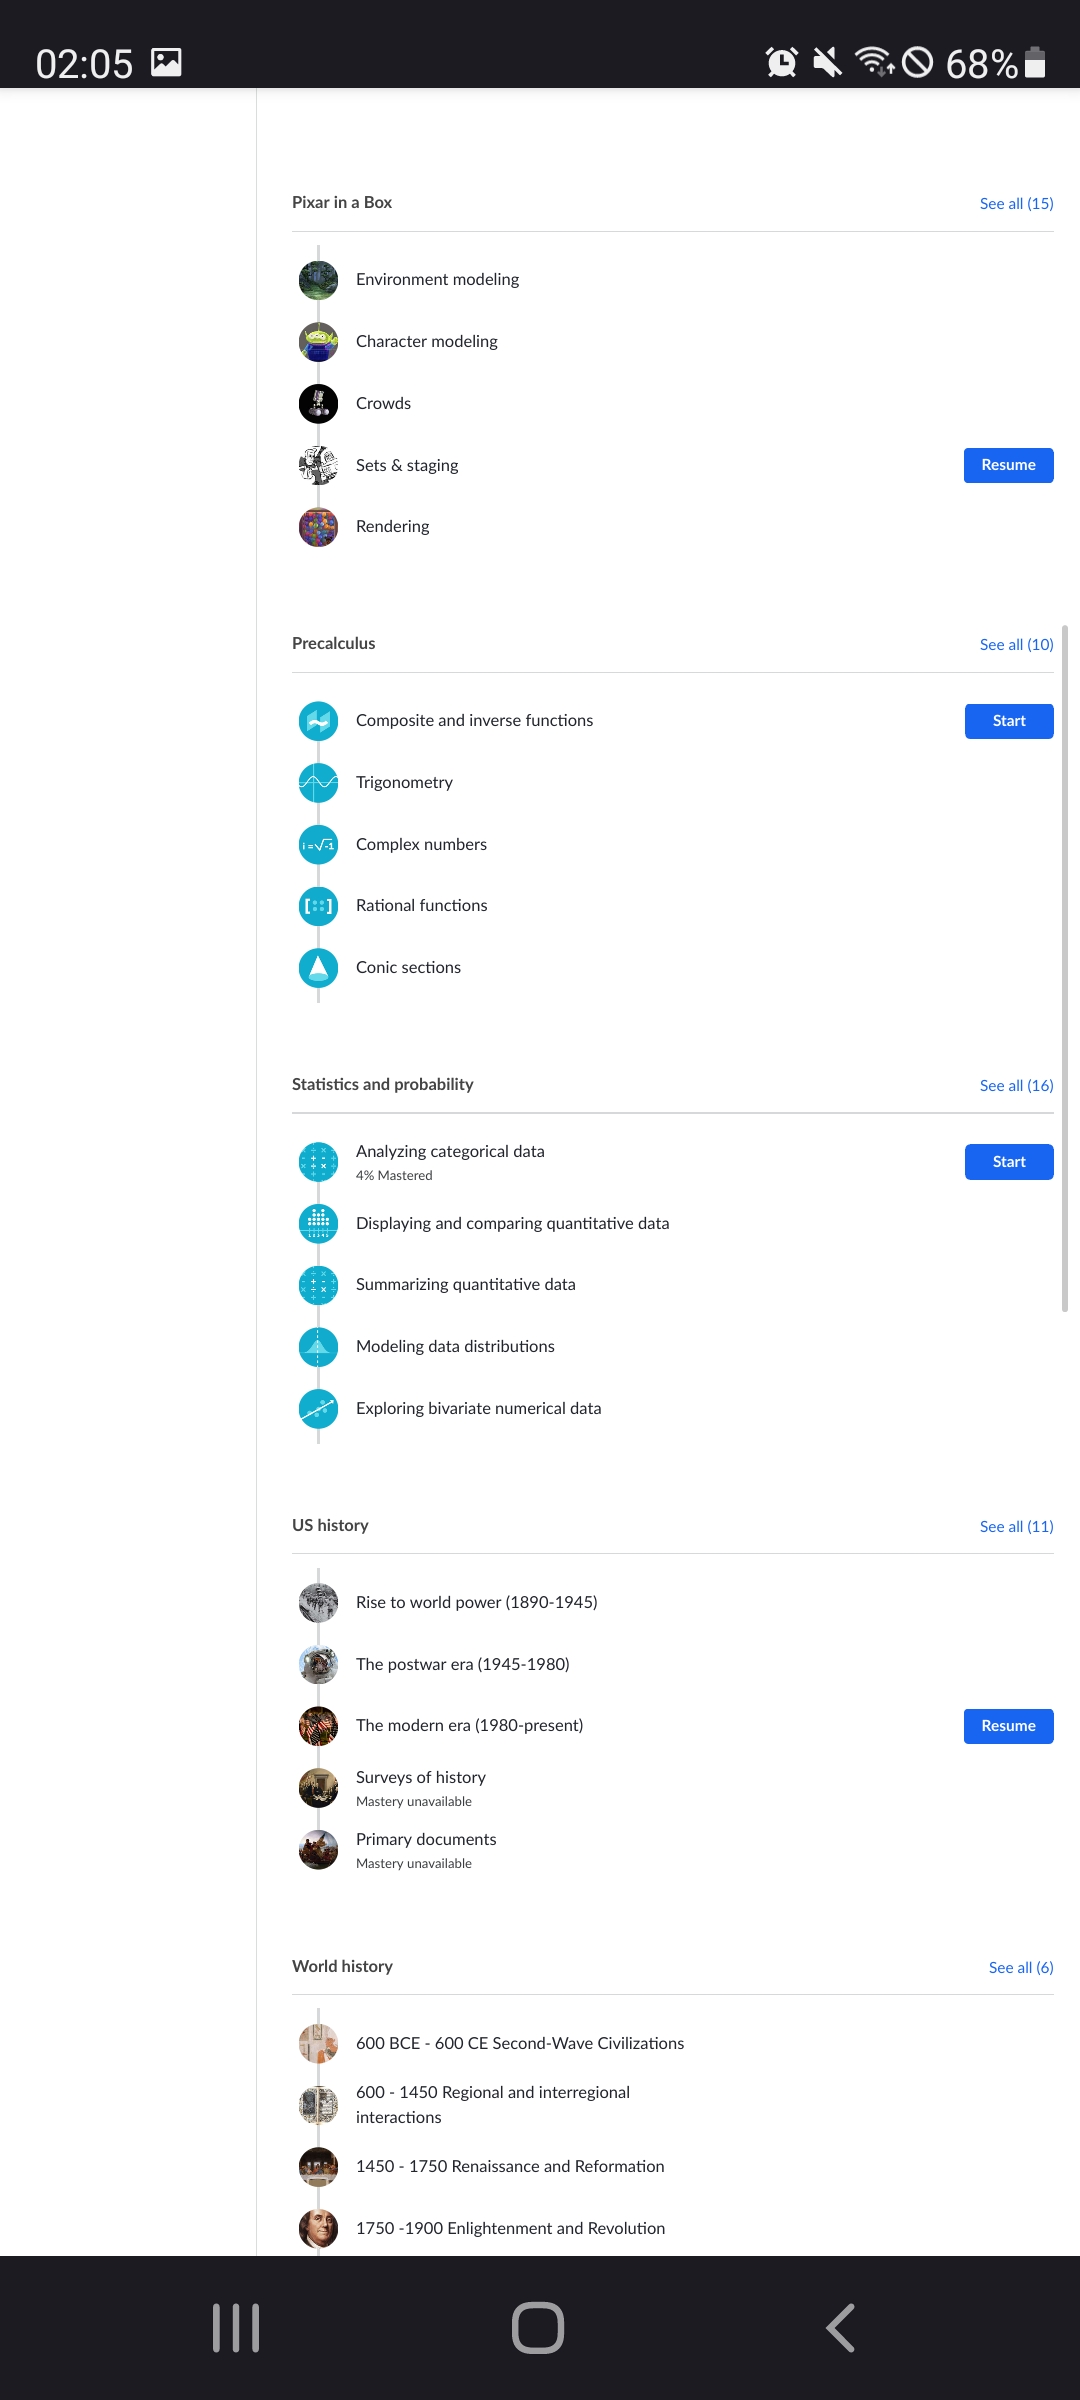 02:05
68%
Pixar in a Box
See all (15)
Environment modeling
Character modeling
Crowds
Sets & staging
Resume
Rendering
Precalculus
See all (10)
Composite and inverse functions
Start
Trigonometry
i=√-1
Complex numbers
Rational functions
Conic sections
Statistics and probability
See all (16)
Analyzing categorical data
4% Mastered
Start
Displaying and comparing quantitative data
Summarizing quantitative data
Modeling data distributions
Exploring bivariate numerical data
US history
See all (11)
Rise to world power (1890-1945)
The postwar era (1945-1980)
The modern era (1980-present)
Resume
Surveys of history
Mastery unavailable
Primary documents
Mastery unavailable
World history
See all (6)
600 BCE - 600 CE Second-Wave Civilizations
600 - 1450 Regional and interregional
interactions
1450 - 1750 Renaissance and Reformation
1750 -1900 Enlightenment and Revolution